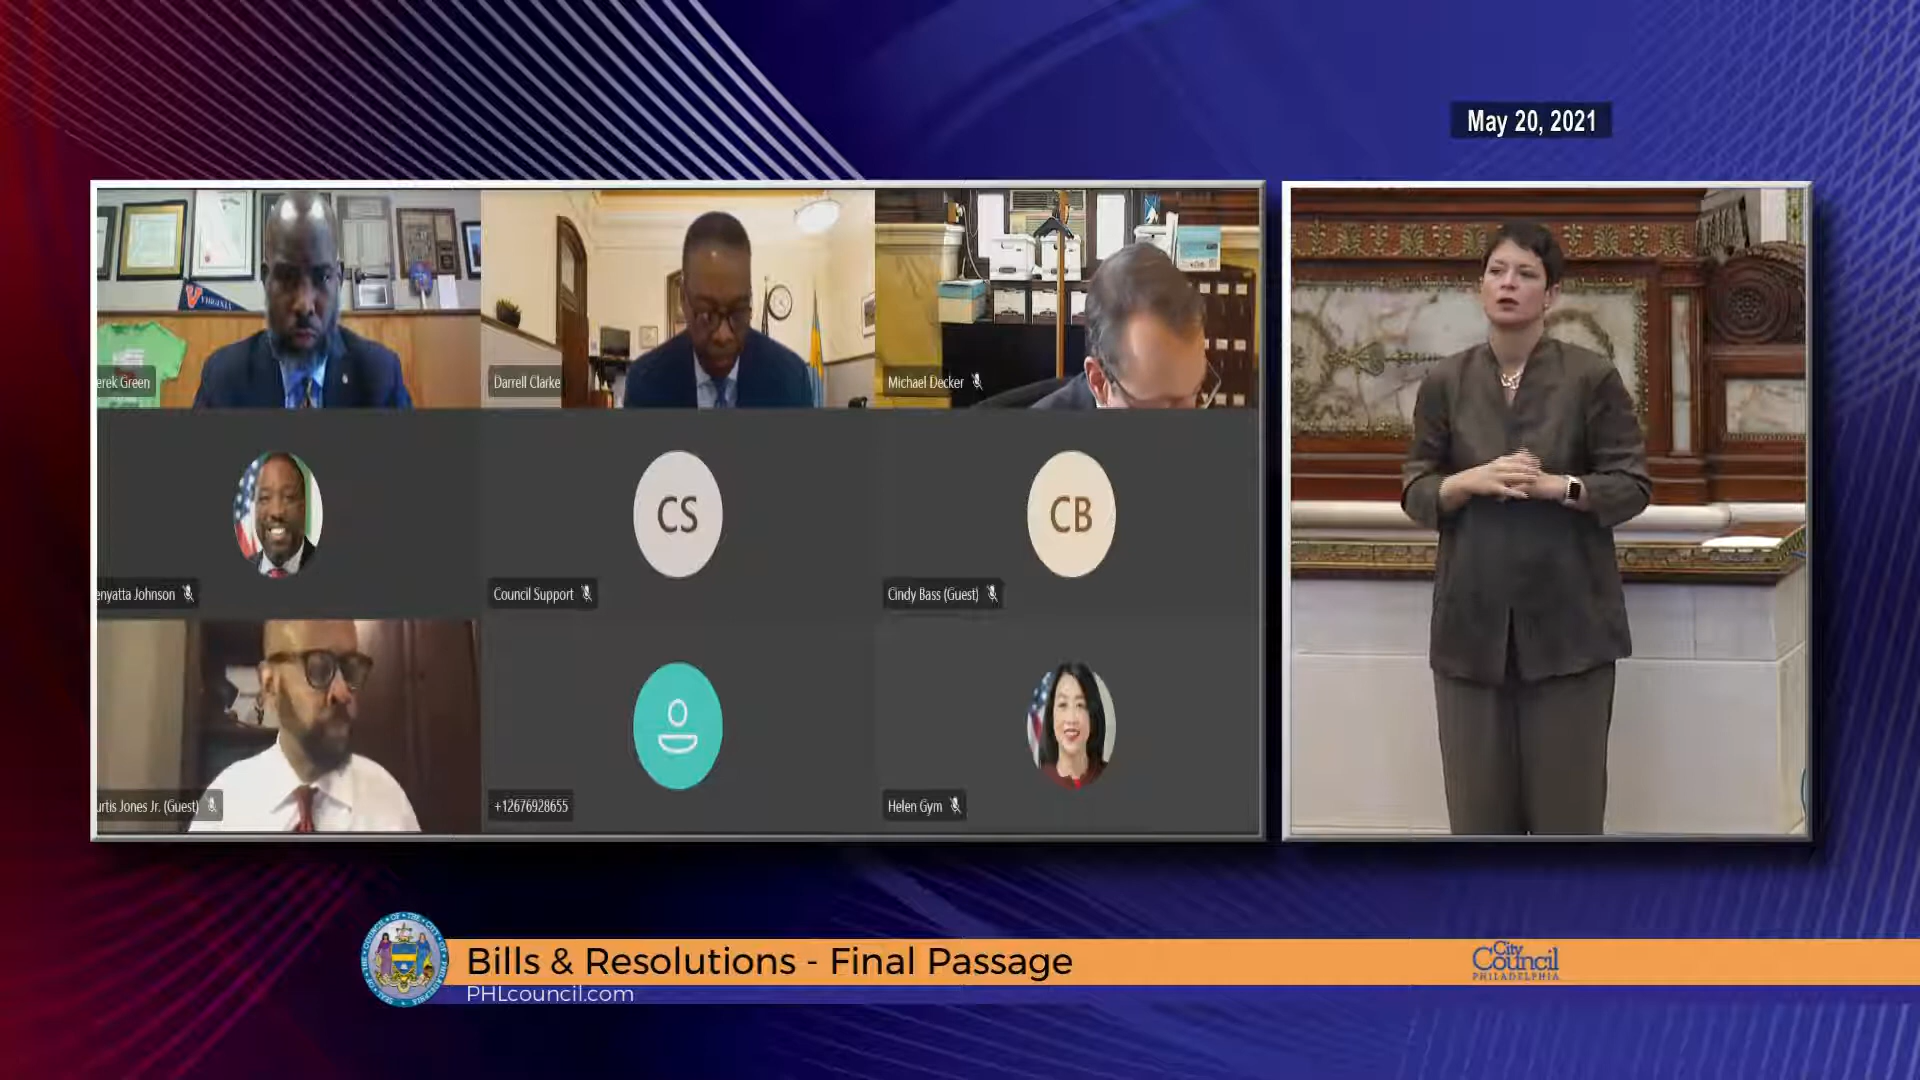 May 20, 2021
VIRGINIA
erek Green
Darrell Clarke
Michael Decker
enyatta Johnson
CS
Council Support
CB
Cindy Bass (Guest)
urtis Jones Jr. (Guest)
+12676928655
Helen Gym
Bills & Resolutions - Final Passage
PHLcouncil.com
City
Council
PHILADELPHIA